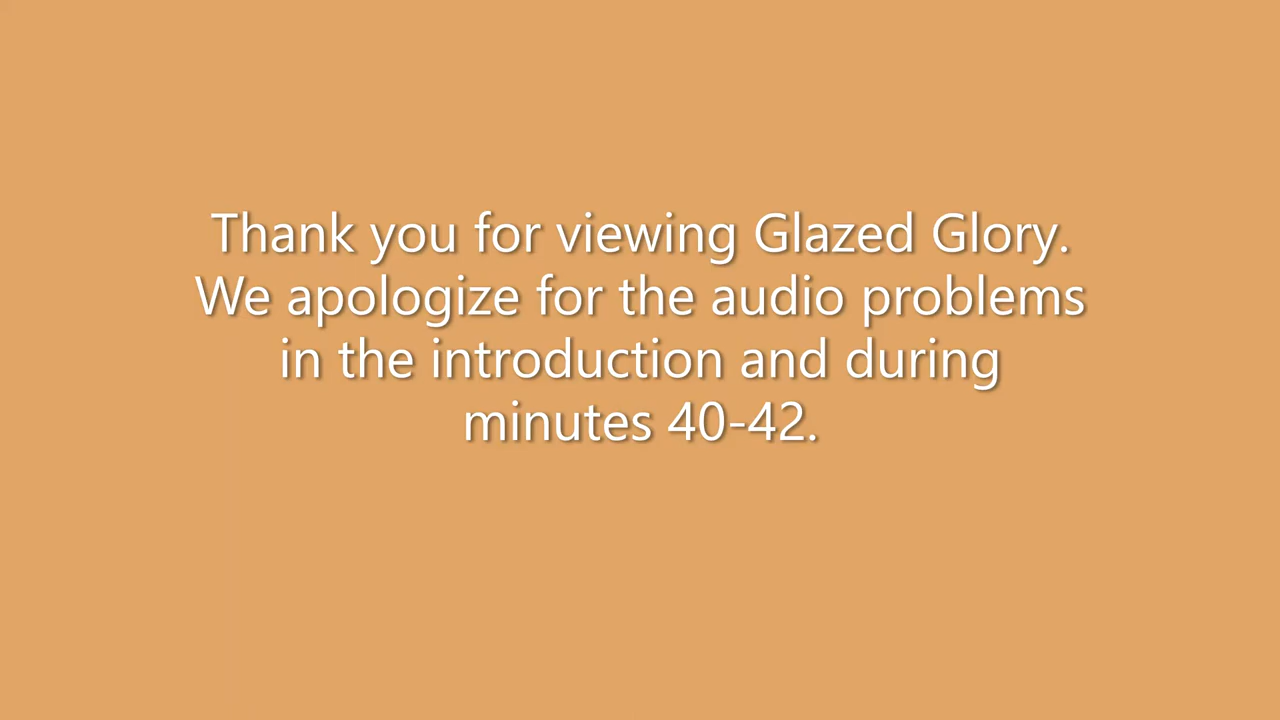 Thank you for viewing Glazed Glory.
We apologize for the audio problems
in the introduction and during
minutes 40-42.